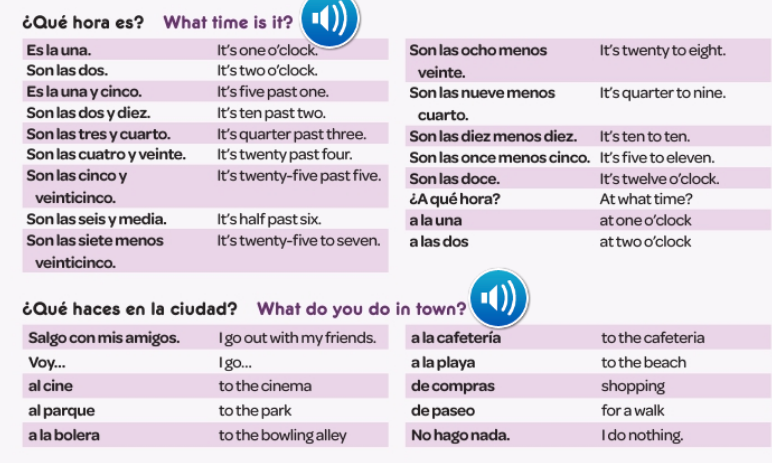 ¿Qué hora es? What time is it?
Es la una. It's one o'clock.
Son las dos. It's two o'clock.
Es la una y cinco. It's five past one.
Son las dos y diez. It's ten past two.
Son las tres y cuarto. It's quarter past three.
Son las cuatro y veinte. It's twenty past four.
Son las cinco y It's twenty-five past five.
veinticinco.
Son las seis y media. It's half past six.
Son las siete menos It's twenty-five to seven.
veinticinco.
Son las ocho menos It's twenty to eight.
veinte.
Son las nueve menos It's quarter to nine.
cuarto.
Son las diez menos diez. It's ten to ten.
Son las once menos cinco. It's five to eleven.
Son las doce. It's twelve o'clock.
¿A qué hora? At what time?
a la una at one o'clock
a las dos at two o'clock
¿Qué haces en la ciudad? What do you do in town?
Salgo con mis amigos. I go out with my friends.
Voy... I go...
al cine to the cinema
al parque to the park
a la bolera to the bowling alley
a la cafetería to the cafeteria
a la playa to the beach
de compras shopping
de paseo for a walk
No hago nada. I do nothing.